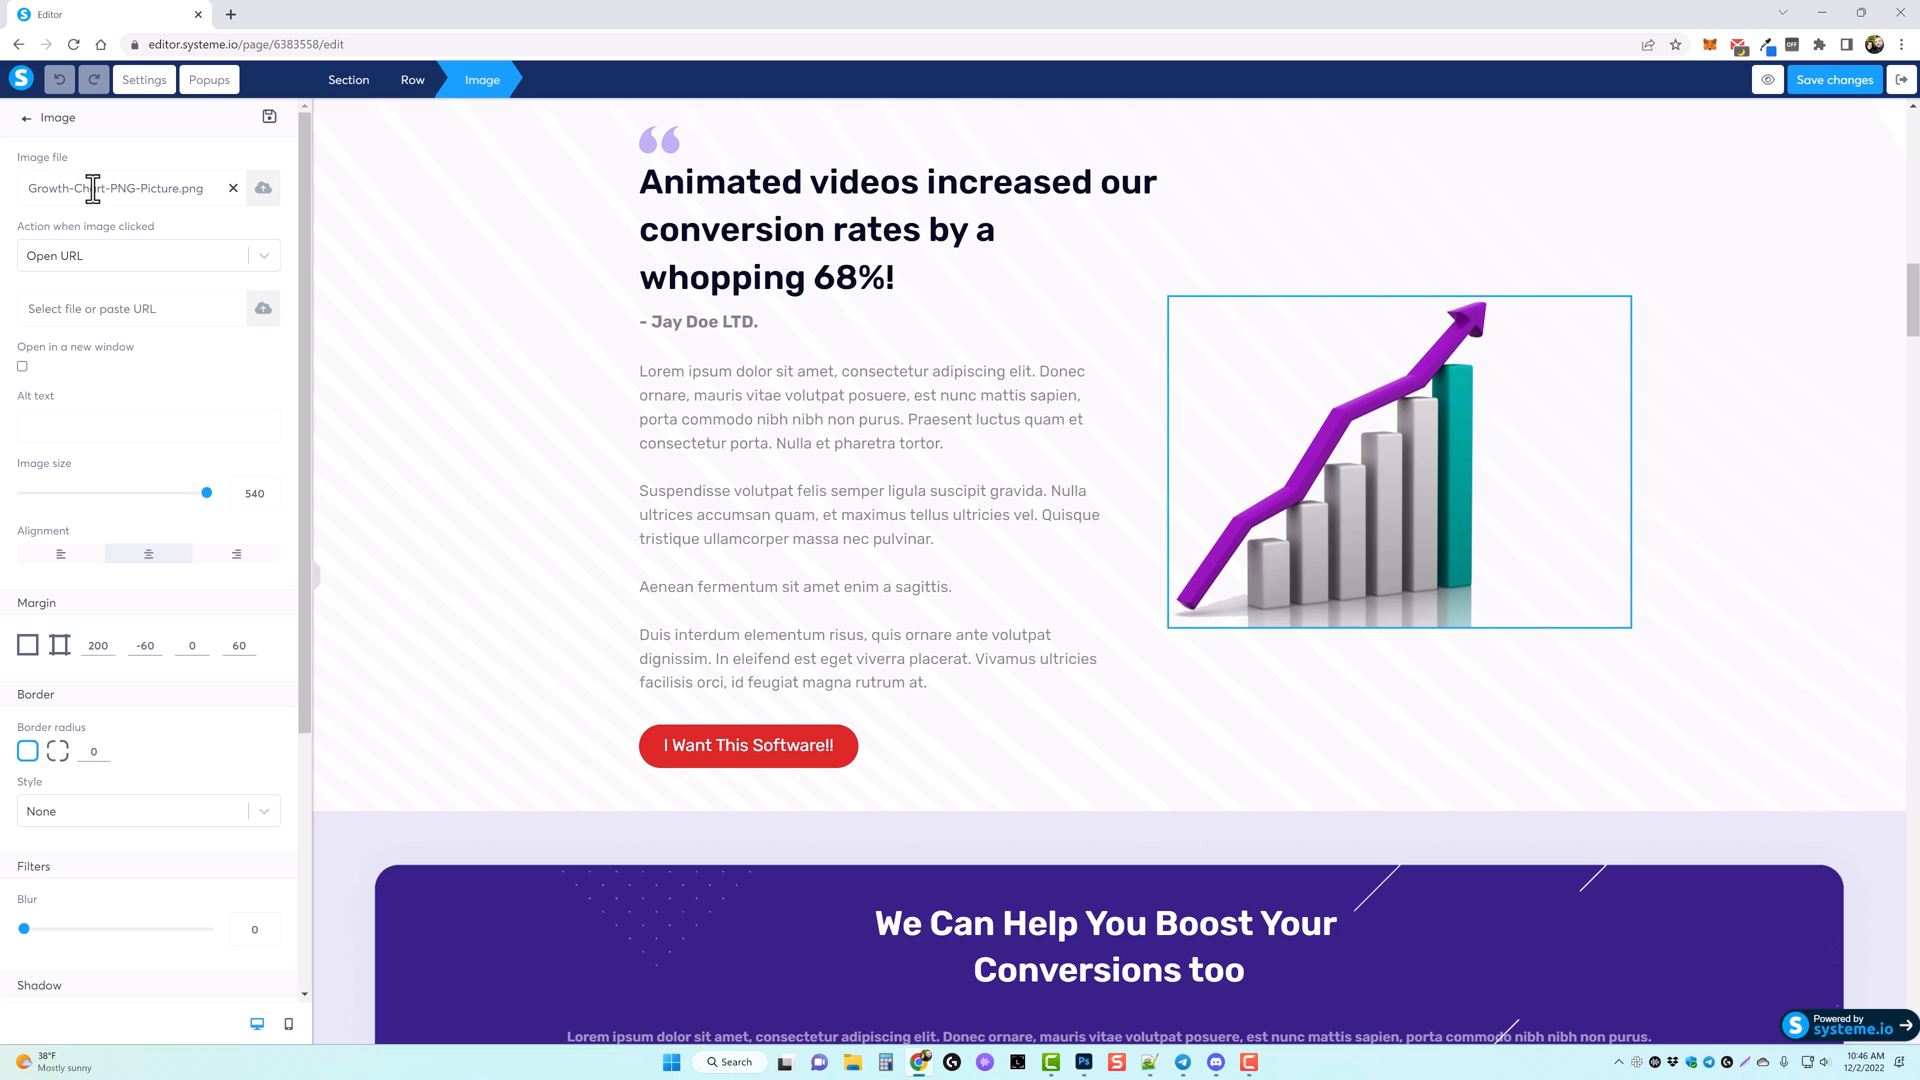 Editor
editor.systeme.io/page/6383558/edit
OFF
Settings
Popups
Section
Row
Image
Save changes
Image
Image file
Growth-Chart-PNG-Picture.png
Action when image clicked
Open URL
Select file or paste URL
Open in a new window
Alt text
Image size
540
Alignment
Margin
200
-60
0
60
Border
Border radius
0
Style
None
Filters
Blur
0
Shadow
Animated videos increased our
conversion rates by a
whopping 68%!
- Jay Doe LTD.
Lorem ipsum dolor sit amet, consectetur adipiscing elit. Donec
ornare, mauris vitae volutpat posuere, est nunc mattis sapien,
porta commodo nibh nibh non purus. Praesent luctus quam et
consectetur porta. Nulla et pharetra tortor.
Suspendisse volutpat felis semper ligula suscipit gravida. Nulla
ultrices accumsan quam, et maximus tellus ultricies vel. Quisque
tristique ullamcorper massa nec pulvinar.
Aenean fermentum sit amet enim a sagittis.
Duis interdum elementum risus, quis ornare ante volutpat
dignissim. In eleifend est eget viverra placerat. Vivamus ultricies
facilisis orci, id feugiat magna rutrum at.
I Want This Software!!
We Can Help You Boost Your
Conversions too
Lorem ipsum dolor sit amet, consectetur adipiscing elit. Donec ornare, mauris vitae volutpat posuere, est nunc mattis sapien, porta commodo nibh nibh non purus.
Powered by
systeme.io
38°F
Mostly sunny
Search
10:46 AM
12/2/2022